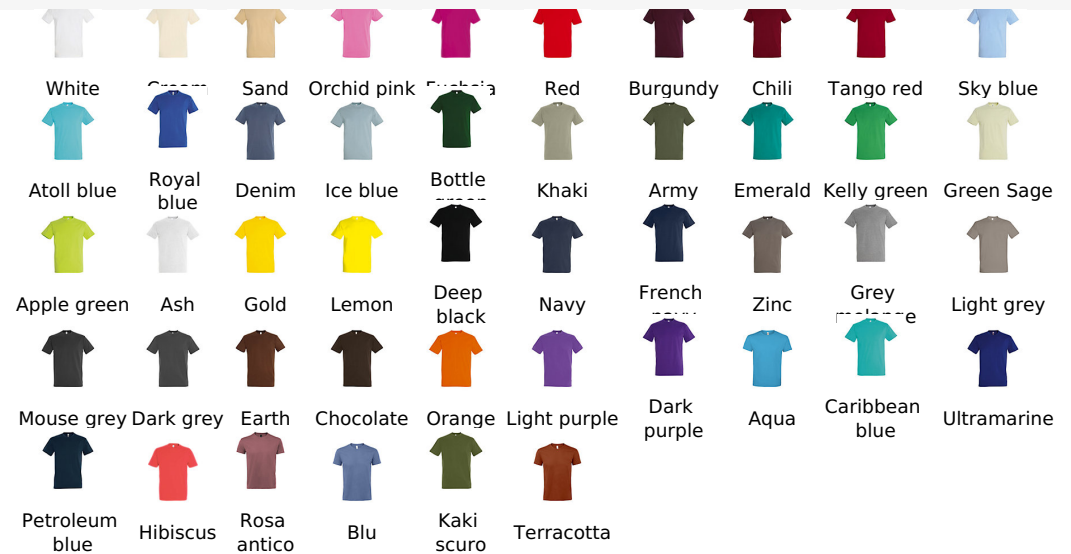 White
Sand
Orchid pink
Fuchsia
Red
Burgundy
Chili
Tango red
Sky blue
Atoll blue
Royal
blue
Denim
Ice blue
Bottle
Khaki
Army
Emerald
Kelly green
Green Sage
Apple green
Ash
Gold
Lemon
Deep
black
Navy
French
Zinc
Grey
melange
Light grey
Mouse grey
Dark grey
Earth
Chocolate
Orange
Light purple
Dark
purple
Aqua
Caribbean
blue
Ultramarine
Petroleum
blue
Hibiscus
Rosa
antico
Blu
Kaki
scuro
Terracotta